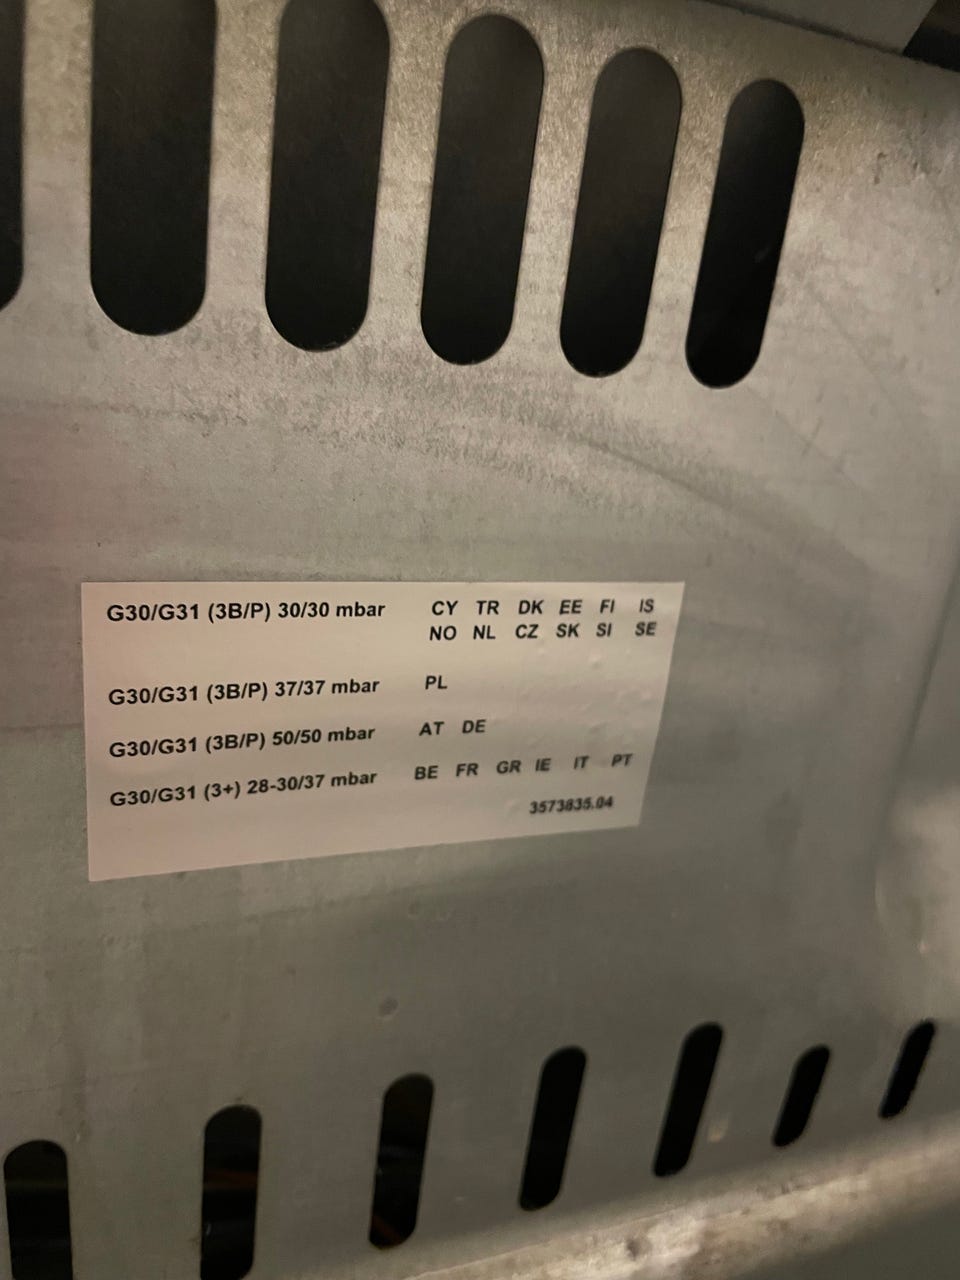 G30/G31 (3B/P) 30/30 mbar CY TR DK EE FI IS
NO NL CZ SK SI SE
G30/G31 (3B/P) 37/37 mbar PL
G30/G31 (3B/P) 50/50 mbar AT DE
G30/G31 (3+) 28-30/37 mbar BE FR GR IE IT PT
3573835.04